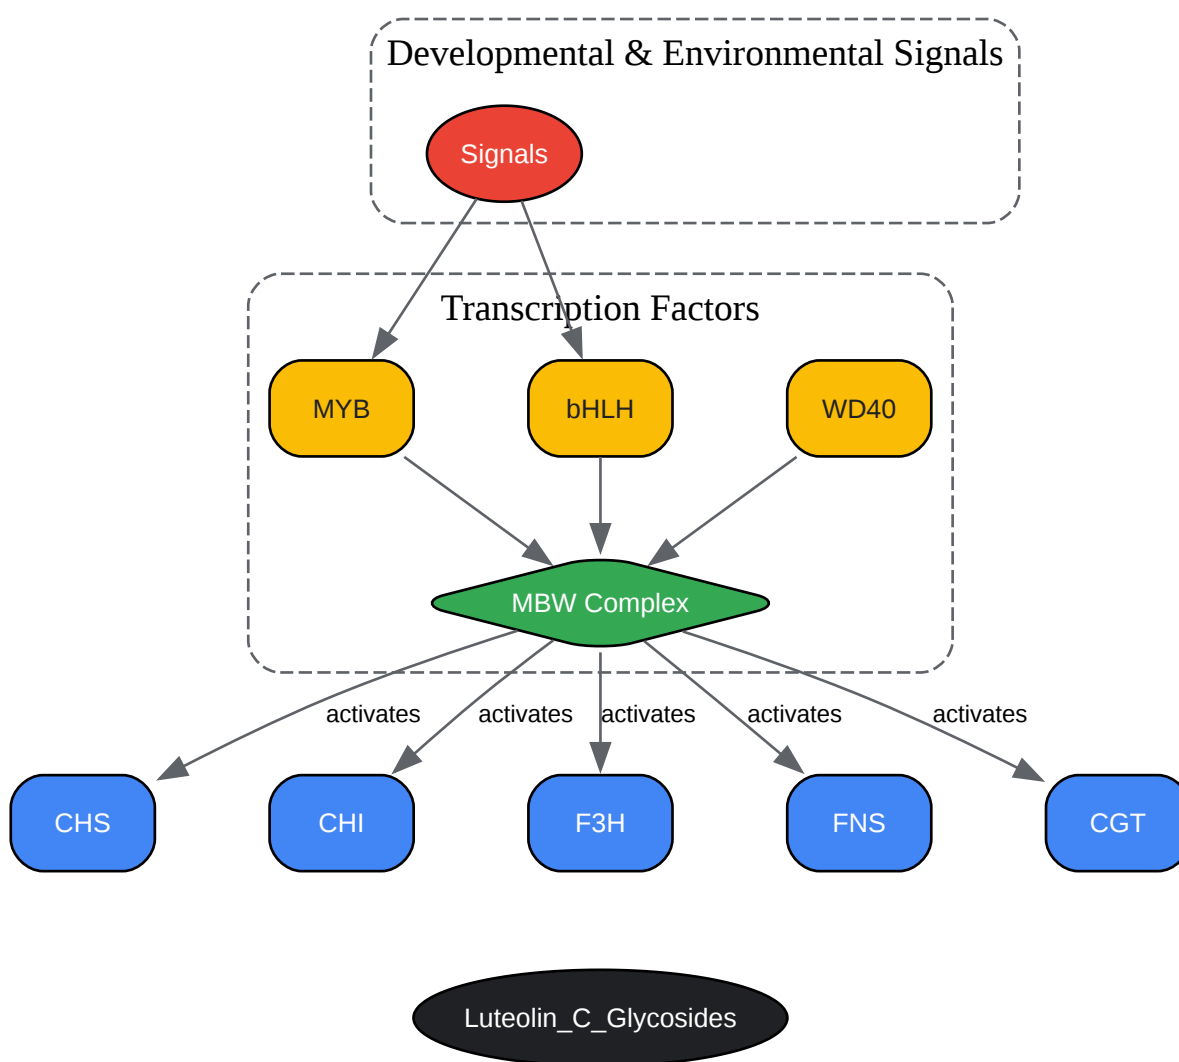 Developmental & Environmental Signals
Signals
Transcription Factors
MYB
bHLH
WD40
MBW Complex
activates
activates
activates
activates
activates
CHS
CHI
F3H
FNS
CGT
Luteolin_C_Glycosides